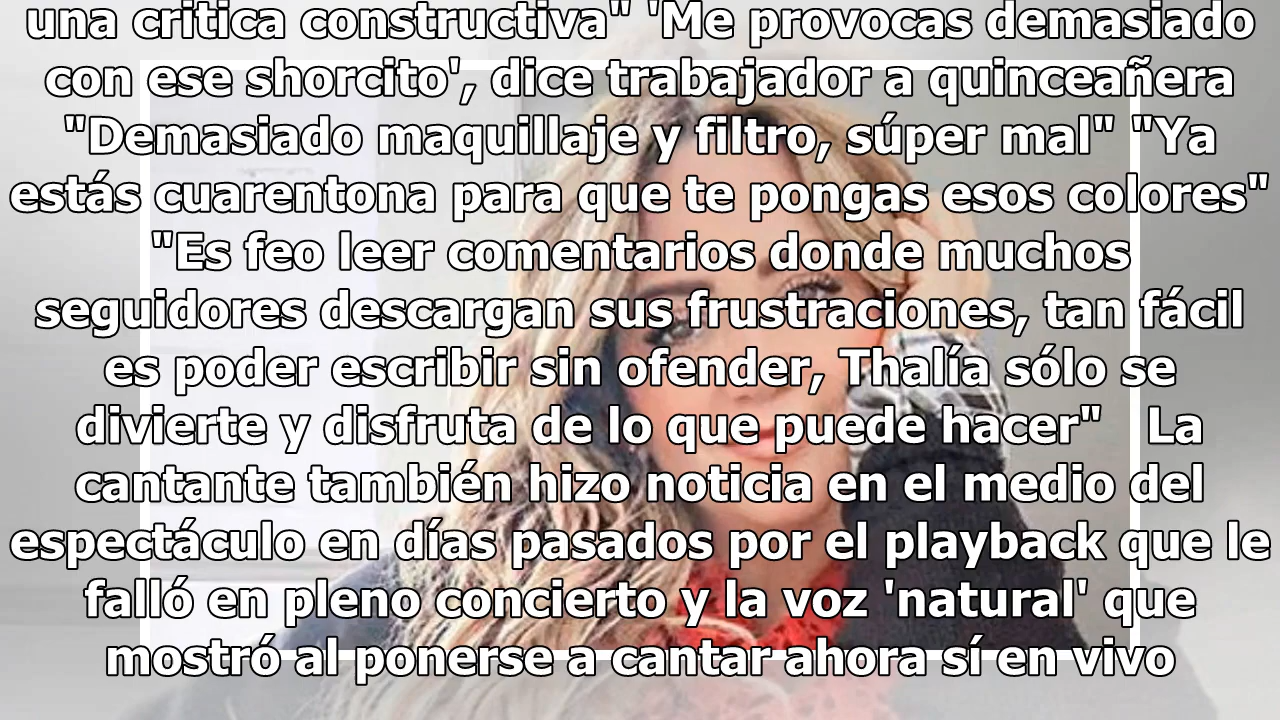 una critica constructiva" 'Me provocas demasiado
con ese shorcito', dice trabajador a quinceañera
"Demasiado maquillaje y filtro, súper mal" "Ya
estás cuarentona para que te pongas esos colores"
"Es feo leer comentarios donde muchos
seguidores descargan sus frustraciones, tan fácil
es poder escribir sin ofender, Thalía sólo se
divierte y disfruta de lo que puede hacer"   La
cantante también hizo noticia en el medio del
espectáculo en días pasados por el playback que le
falló en pleno concierto y la voz 'natural' que
mostró al ponerse a cantar ahora sí en vivo